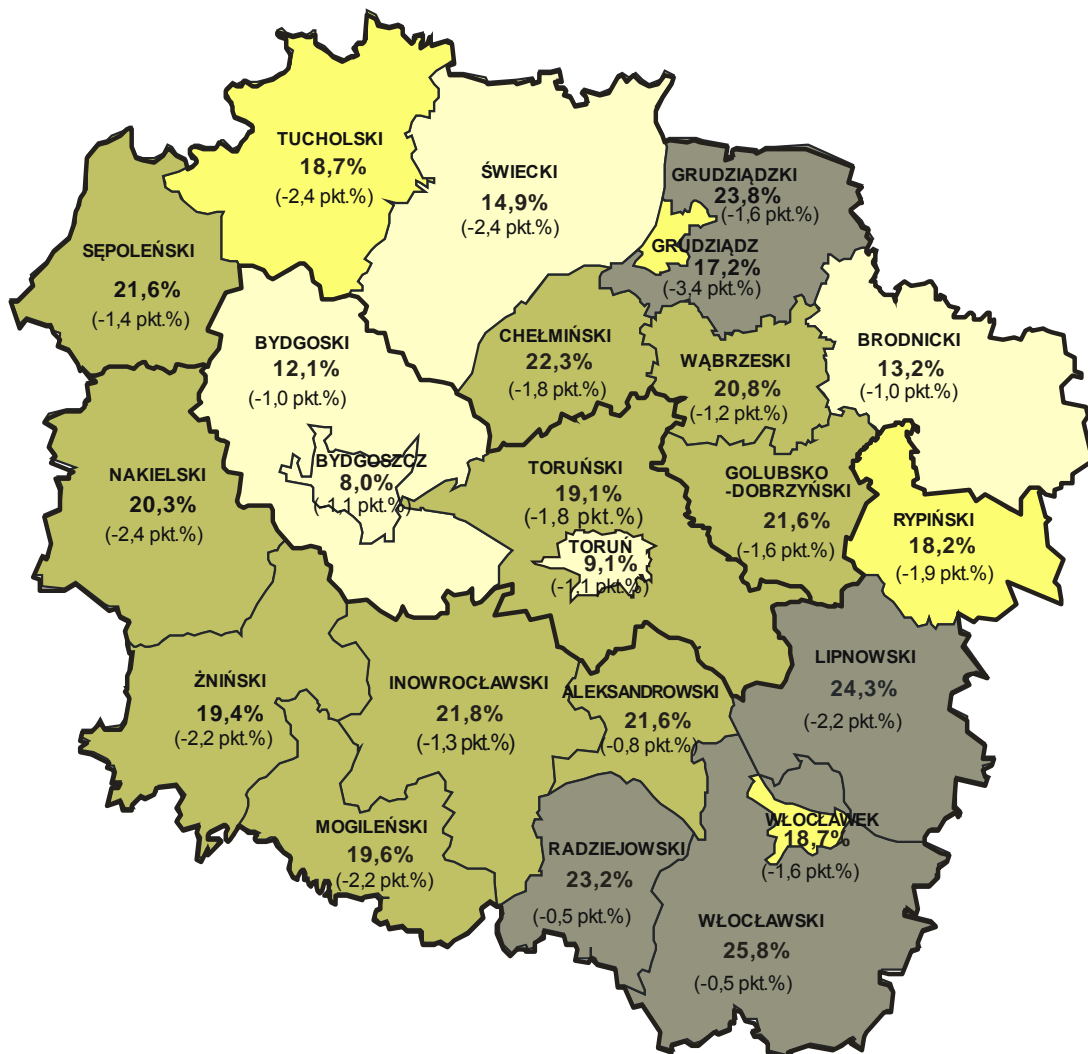 TUCHOLSKI
18,7%
(-2,4 pkt.%)
ŚWIECKI
14,9%
(-2,4 pkt.%)
GRUDZIĄDZKI
23,8%
(-1,6 pkt.%)
GRUDZIĄDZ
17,2%
(-3,4 pkt.%)
SĘPOLEŃSKI
21,6%
(-1,4 pkt.%)
BYDGOSKI
12,1%
(-1,0 pkt.%)
CHEŁMIŃSKI
22,3%
(-1,8 pkt.%)
WĄBRZESKI
20,8%
(-1,2 pkt.%)
BRODNICKI
13,2%
(-1,0 pkt.%)
NAKIELSKI
20,3%
(-2,4 pkt.%)
BYDGOSZCZ
8,0%
(-1,1 pkt.%)
TORUŃSKI
19,1%
(-1,8 pkt.%)
TORUŃ
9,1%
(-1,1 pkt.%)
GOLUBSKO
-DOBRZYŃSKI
21,6%
(-1,6 pkt.%)
RYPIŃSKI
18,2%
(-1,9 pkt.%)
ŻNIŃSKI
19,4%
(-2,2 pkt.%)
INOWROCŁAWSKI
21,8%
(-1,3 pkt.%)
ALEKSANDROWSKI
21,6%
(-0,8 pkt.%)
LIPNOWSKI
24,3%
(-2,2 pkt.%)
MOGILEŃSKI
19,6%
(-2,2 pkt.%)
RADZIEJOWSKI
23,2%
(-0,5 pkt.%)
WŁOCŁAWEK
18,7%
(-1,6 pkt.%)
WŁOCŁAWSKI
25,8%
(-0,5 pkt.%)